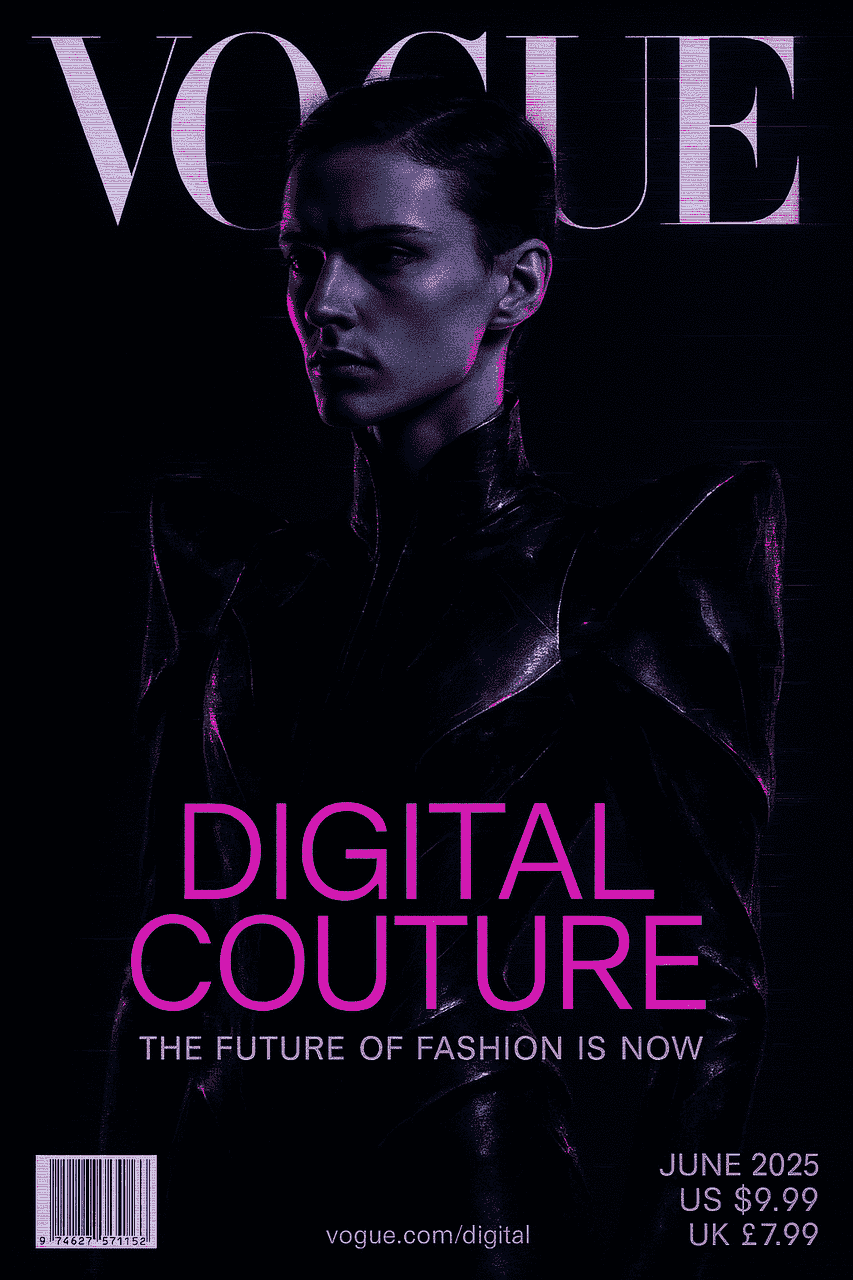 VOGUE
DIGITAL
COUTURE
THE FUTURE OF FASHION IS NOW
JUNE 2025
US $9.99
UK £7.99
vogue.com/digital
9 74627 571152